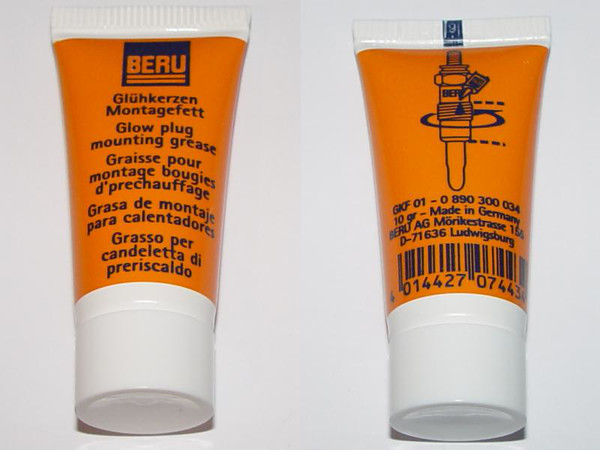 BERU
Glühkerzen
Montagefett
Glow plug
mounting grease
Graisse pour
montage bougies
d'prechauffage
Grasa de montaje
para calentadores
Grasso per
candeletta di
preriscaldo
BERU
GKF 01 - 0 890 300 034
10 gr - Made in Germany
BERU AG Mörikestrasse 155
D-71636 Ludwigsburg
4 014427 074434